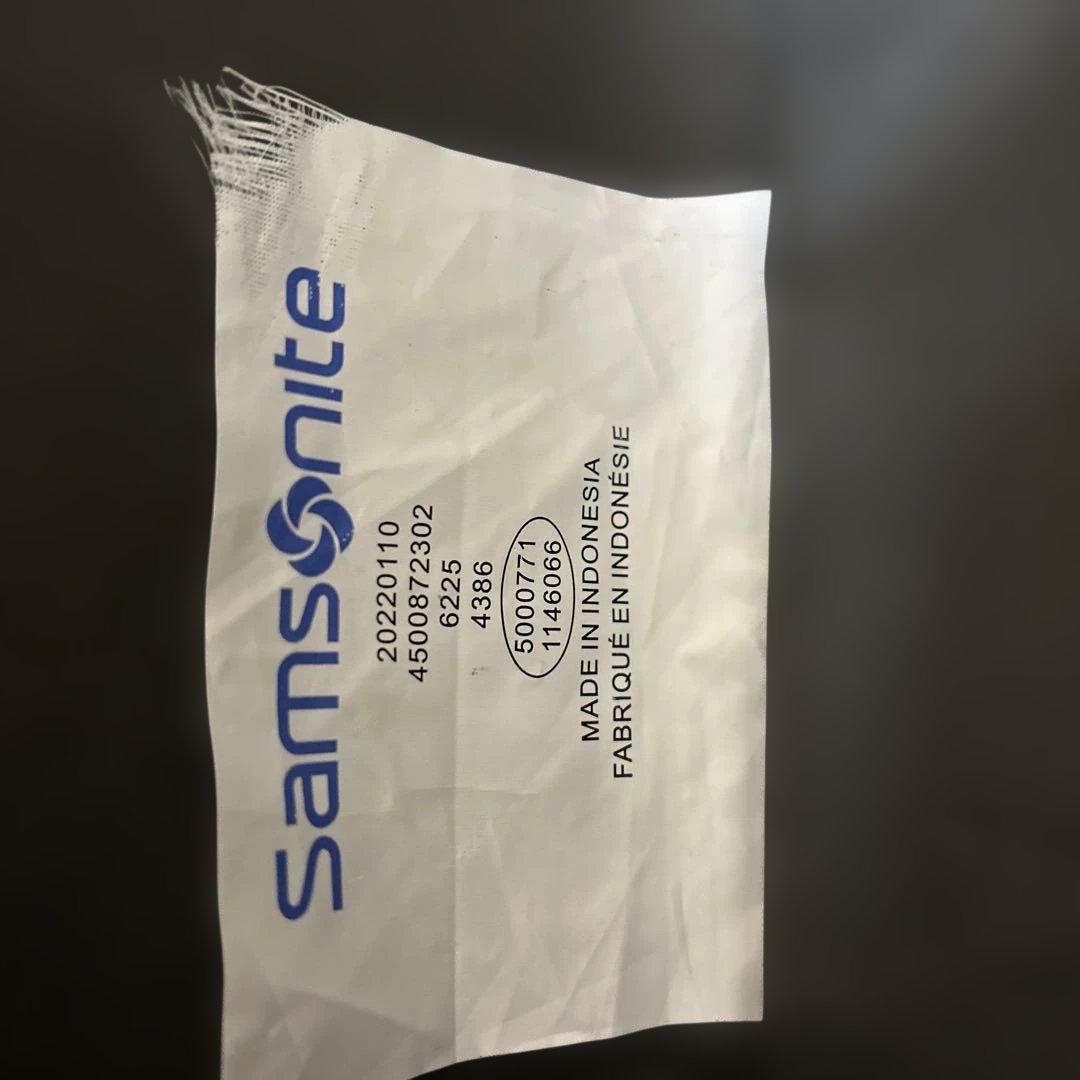 samsonite
20220110
4500872302
6225
4386
5000771
1146066
MADE IN INDONESIA
FABRIQUÉ EN INDONÉSIE